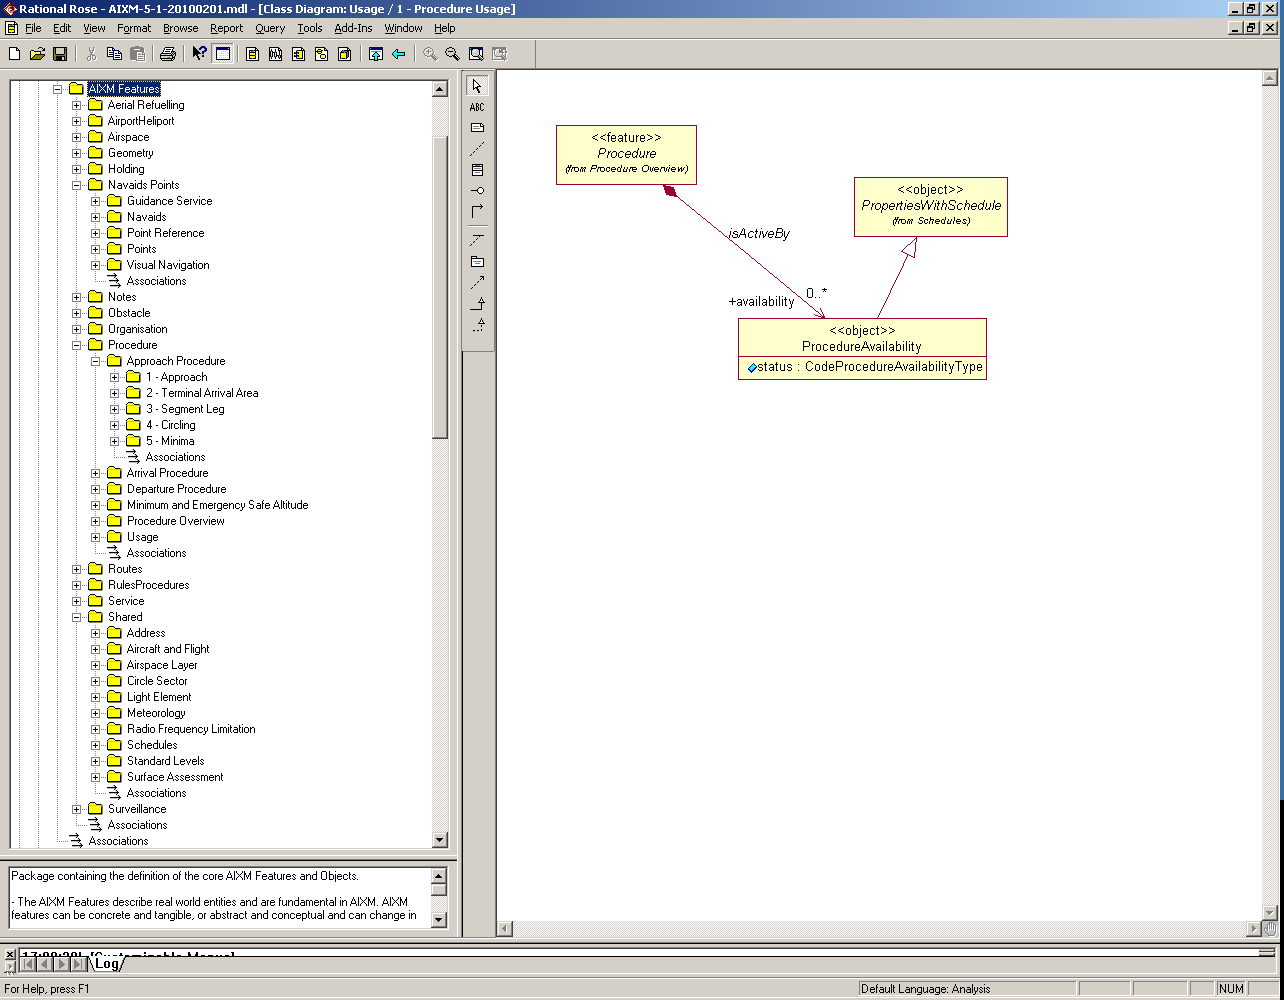 Rational Rose - AIXM-5-1-20100201.mdl - [Class Diagram: Usage / 1 - Procedure Usage]
File Edit View Format Browse Report Query Tools Add-Ins Window Help
AIXM Features
Aerial Refuelling
AirportHeliport
Airspace
Geometry
Holding
Navaids Points
Guidance Service
Navaids
Point Reference
Points
Visual Navigation
Associations
Notes
Obstacle
Organisation
Procedure
Approach Procedure
1 - Approach
2 - Terminal Arrival Area
3 - Segment Leg
4 - Circling
5 - Minima
Associations
Arrival Procedure
Departure Procedure
Minimum and Emergency Safe Altitude
Procedure Overview
Usage
Associations
Routes
RulesProcedures
Service
Shared
Address
Aircraft and Flight
Airspace Layer
Circle Sector
Light Element
Meteorology
Radio Frequency Limitation
Schedules
Standard Levels
Surface Assessment
Associations
Surveillance
Associations
Associations
Package containing the definition of the core AIXM Features and Objects.
- The AIXM Features describe real world entities and are fundamental in AIXM. AIXM
features can be concrete and tangible, or abstract and conceptual and can change in
ABC
<<feature>>
Procedure
(from Procedure Overview)
<<object>>
PropertiesWithSchedule
(from Schedules)
isActiveBy
0..*
+availability
<<object>>
ProcedureAvailability
status : CodeProcedureAvailabilityType
[Customizable Menus]
Log
For Help, press F1
Default Language: Analysis
NUM